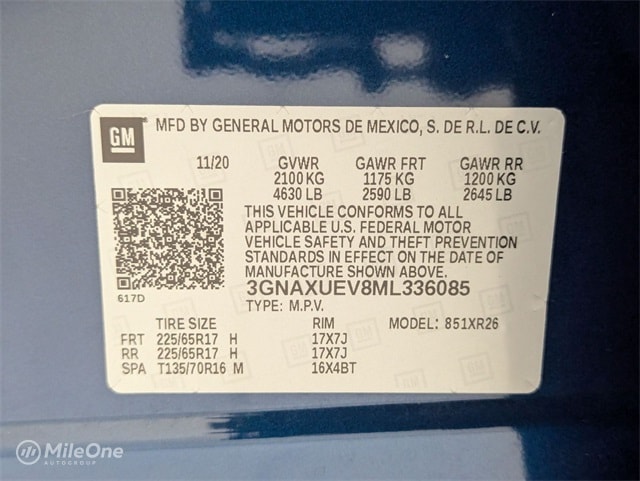 GM MFD BY GENERAL MOTORS DE MEXICO, S. DE R.L. DE C.V.
11/20 GVWR GAWR FRT GAWR RR
2100 KG 1175 KG 1200 KG
4630 LB 2590 LB 2645 LB
THIS VEHICLE CONFORMS TO ALL
APPLICABLE U.S. FEDERAL MOTOR
VEHICLE SAFETY AND THEFT PREVENTION
STANDARDS IN EFFECT ON THE DATE OF
MANUFACTURE SHOWN ABOVE.
617D 3GNAXUEV8ML336085
TYPE: M.P.V.
TIRE SIZE RIM MODEL: 851XR26
FRT 225/65R17 H 17X7J
RR 225/65R17 H 17X7J
SPA T135/70R16 M 16X4BT
MileOne
AUTOGROUP